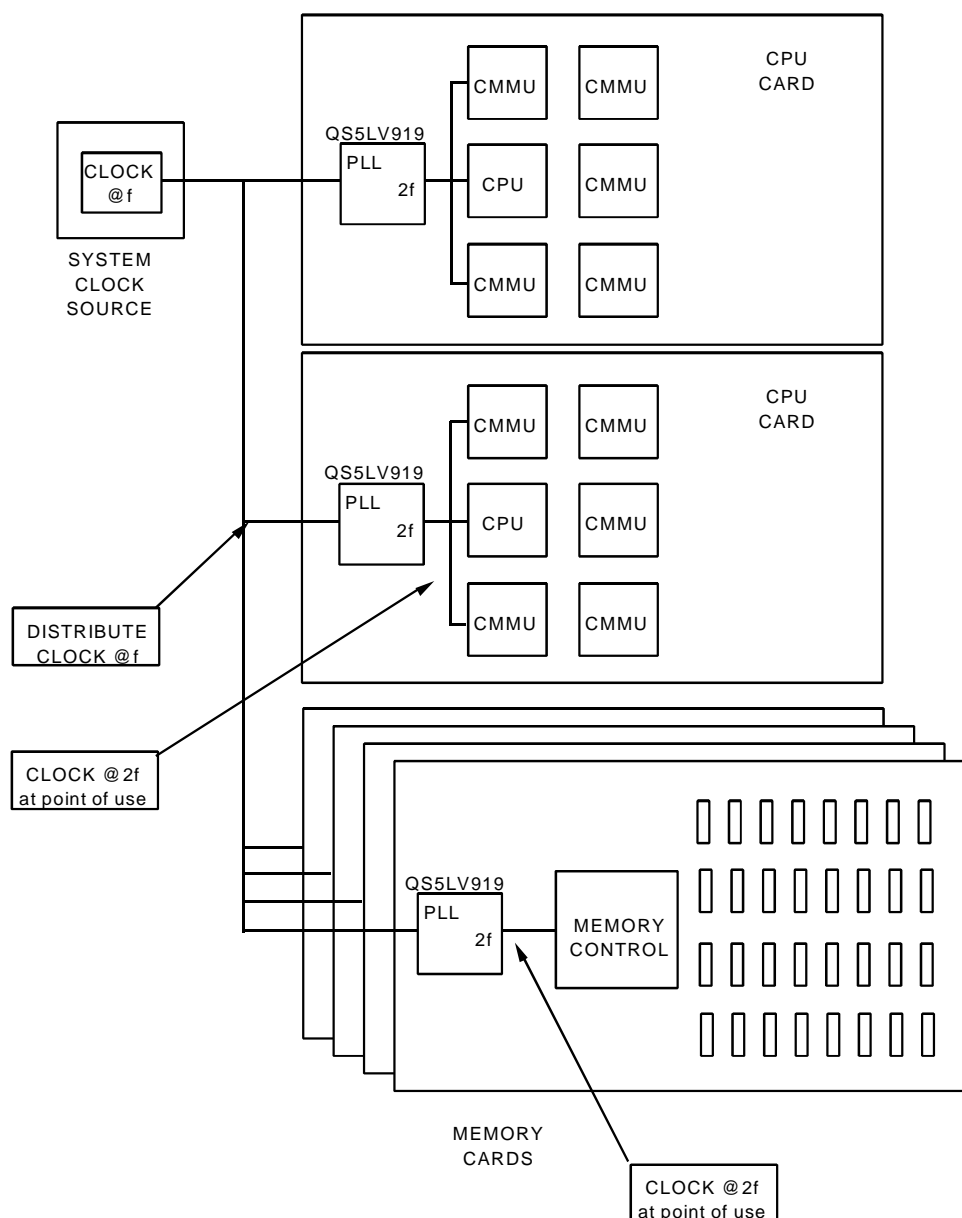 CPU
CARD
CMMU
CMMU
QS5LV919
PLL
2f
CPU
CMMU
CMMU
CMMU
CLOCK
@f
SYSTEM
CLOCK
SOURCE
CPU
CARD
CMMU
CMMU
QS5LV919
PLL
2f
CPU
CMMU
CMMU
CMMU
DISTRIBUTE
CLOCK @f
CLOCK @2f
at point of use
QS5LV919
PLL
2f
MEMORY
CONTROL
MEMORY
CARDS
CLOCK @2f
at point of use